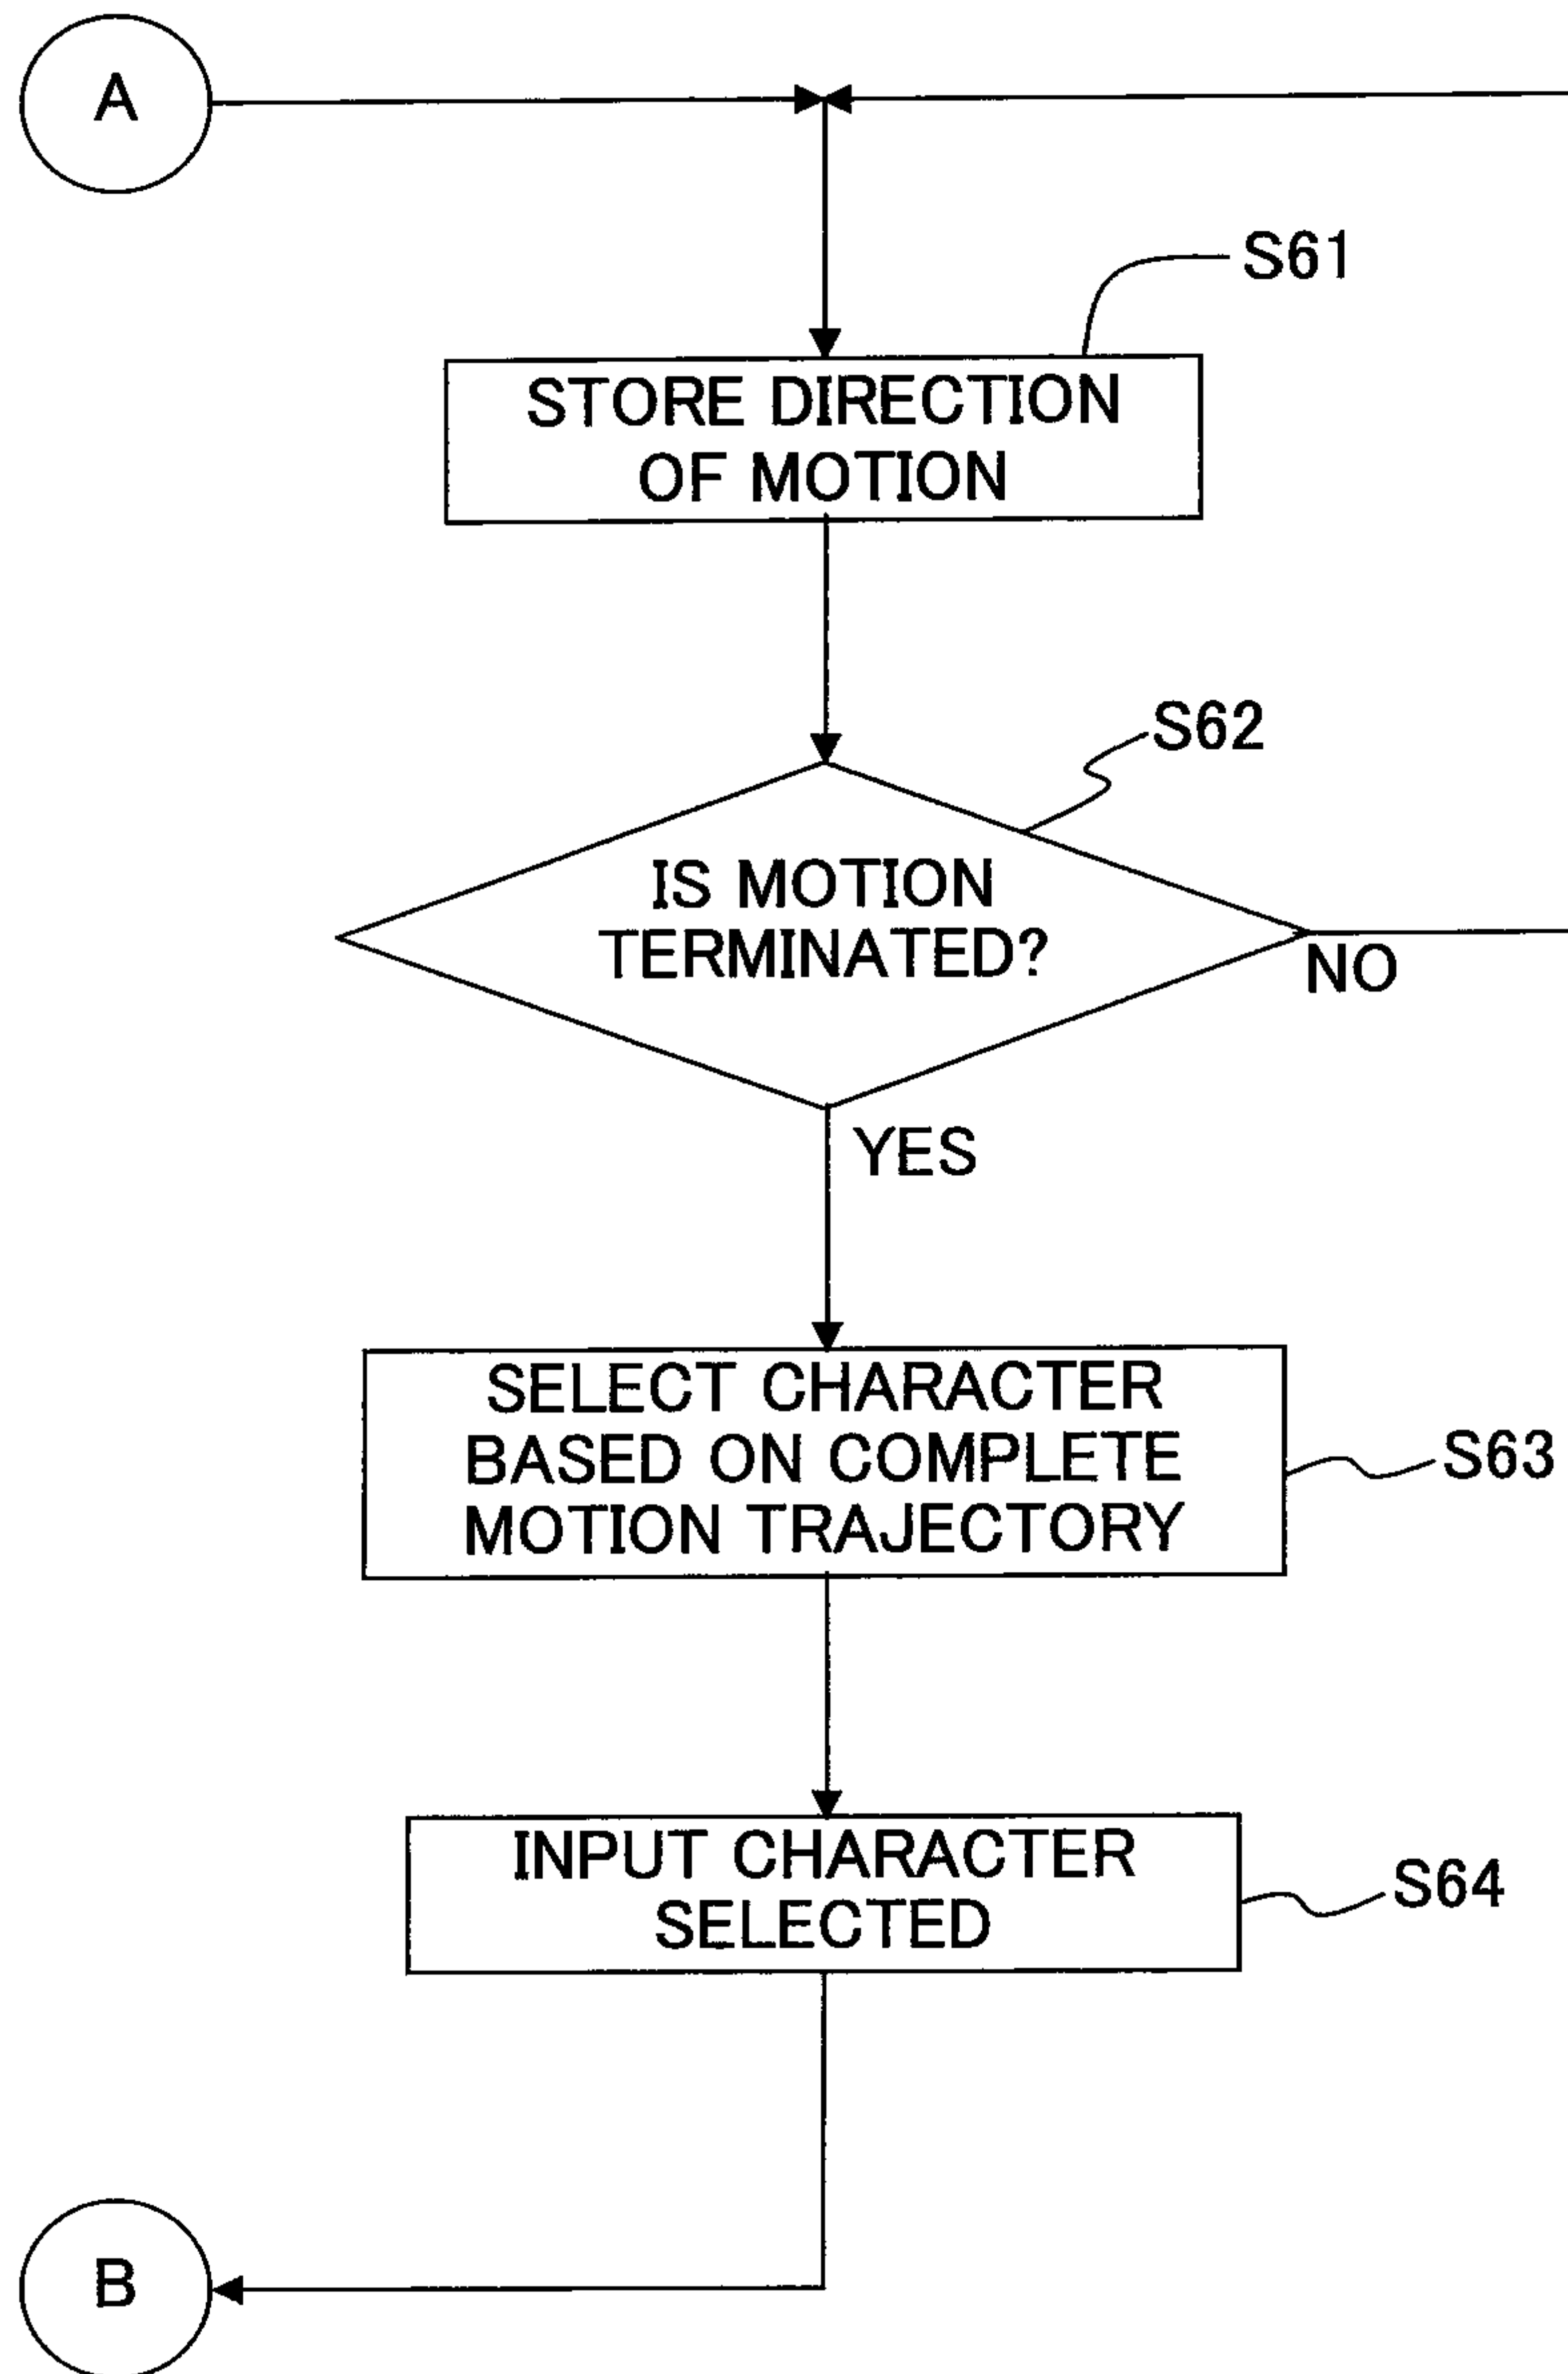 A
S61
STORE DIRECTION
OF MOTION
S62
IS MOTION
TERMINATED?
NO
YES
SELECT CHARACTER
BASED ON COMPLETE
MOTION TRAJECTORY
S63
INPUT CHARACTER
SELECTED
S64
B